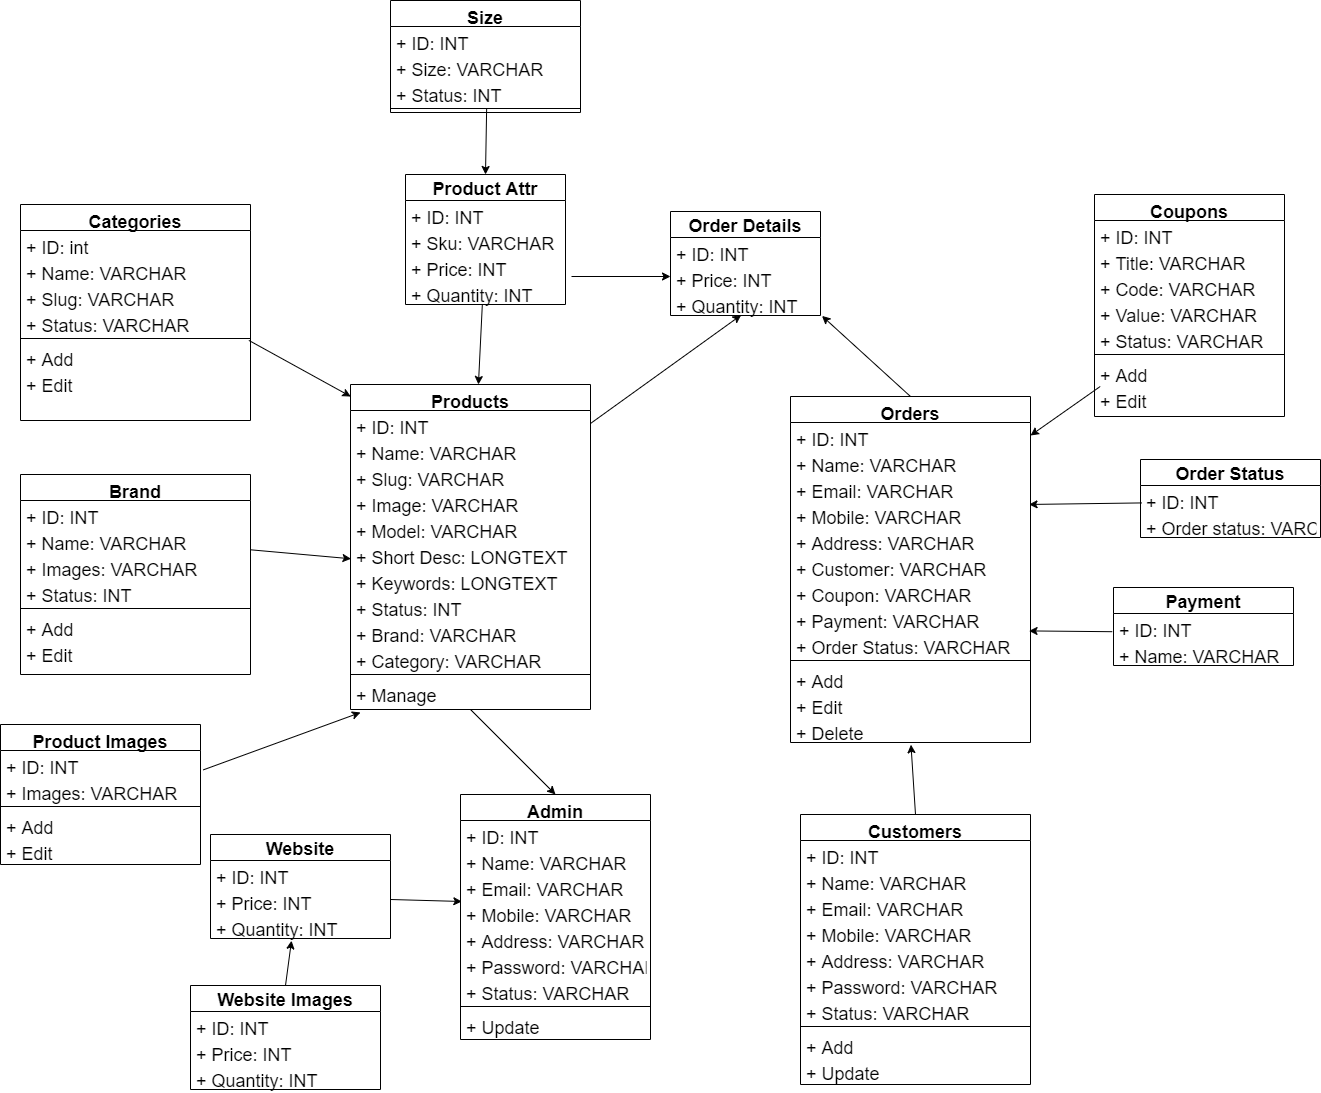 Size
+ ID: INT
+ Size: VARCHAR
+ Status: INT
Product Attr
+ ID: INT
+ Sku: VARCHAR
+ Price: INT
+ Quantity: INT
Categories
+ ID: int
+ Name: VARCHAR
+ Slug: VARCHAR
+ Status: VARCHAR
+ Add
+ Edit
Order Details
+ ID: INT
+ Price: INT
+ Quantity: INT
Coupons
+ ID: INT
+ Title: VARCHAR
+ Code: VARCHAR
+ Value: VARCHAR
+ Status: VARCHAR
+ Add
+ Edit
Products
+ ID: INT
+ Name: VARCHAR
+ Slug: VARCHAR
+ Image: VARCHAR
+ Model: VARCHAR
+ Short Desc: LONGTEXT
+ Keywords: LONGTEXT
+ Status: INT
+ Brand: VARCHAR
+ Category: VARCHAR
+ Manage
Orders
+ ID: INT
+ Name: VARCHAR
+ Email: VARCHAR
+ Mobile: VARCHAR
+ Address: VARCHAR
+ Customer: VARCHAR
+ Coupon: VARCHAR
+ Payment: VARCHAR
+ Order Status: VARCHAR
+ Add
+ Edit
+ Delete
Order Status
+ ID: INT
+ Order status: VARC
Brand
+ ID: INT
+ Name: VARCHAR
+ Images: VARCHAR
+ Status: INT
+ Add
+ Edit
Payment
+ ID: INT
+ Name: VARCHAR
Product Images
+ ID: INT
+ Images: VARCHAR
+ Add
+ Edit
Admin
+ ID: INT
+ Name: VARCHAR
+ Email: VARCHAR
+ Mobile: VARCHAR
+ Address: VARCHAR
+ Password: VARCHA
+ Status: VARCHAR
+ Update
Website
+ ID: INT
+ Price: INT
+ Quantity: INT
Customers
+ ID: INT
+ Name: VARCHAR
+ Email: VARCHAR
+ Mobile: VARCHAR
+ Address: VARCHAR
+ Password: VARCHAR
+ Status: VARCHAR
+ Add
+ Update
Website Images
+ ID: INT
+ Price: INT
+ Quantity: INT